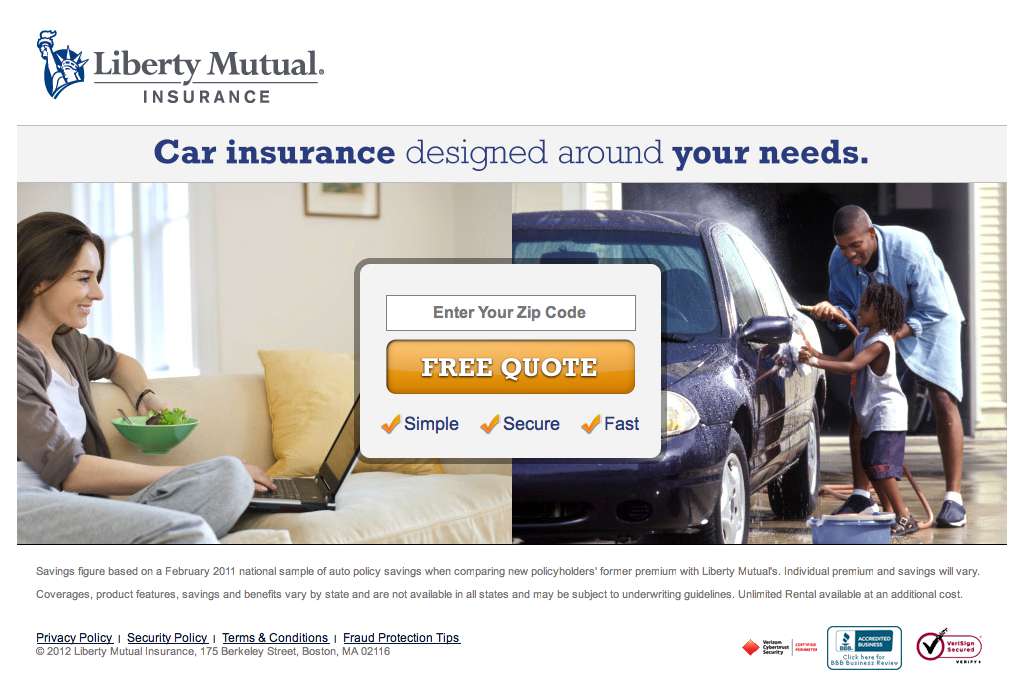 Liberty Mutual®
INSURANCE
Car insurance designed around your needs.
Enter Your Zip Code
FREE QUOTE
Simple Secure Fast
Savings figure based on a February 2011 national sample of auto policy savings when comparing new policyholders' former premium with Liberty Mutual's. Individual premium and savings will vary.
Coverages, product features, savings and benefits vary by state and are not available in all states and may be subject to underwriting guidelines. Unlimited Rental available at an additional cost.
Privacy Policy | Security Policy | Terms & Conditions | Fraud Protection Tips
© 2012 Liberty Mutual Insurance, 175 Berkeley Street, Boston, MA 02116
Verizon
Cybertrust
Security
CERTIFIED
PERIMETER
BBB
ACCREDITED
BUSINESS
Click here for
BBB Business Review
VeriSign
Secured
VERIFY